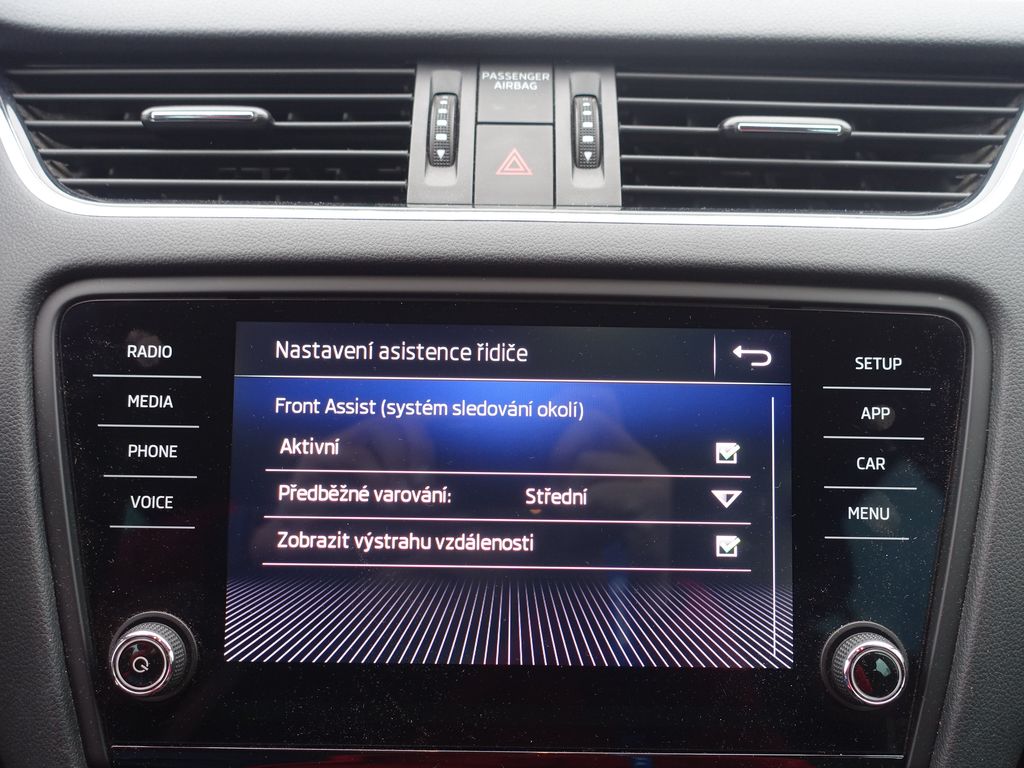 PASSENGER
AIRBAG
RADIO
MEDIA
PHONE
VOICE
Nastavení asistence řidiče
Front Assist (systém sledování okolí)
Aktivní
Předběžné varování: Střední
Zobrazit výstrahu vzdálenosti
SETUP
APP
CAR
MENU